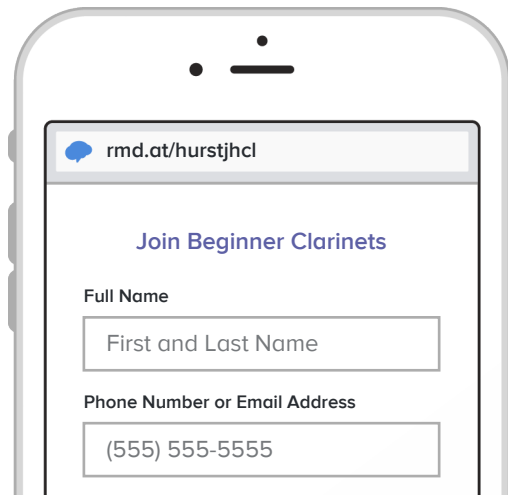 rmd.at/hurstjhcl
Join Beginner Clarinets
Full Name
First and Last Name
Phone Number or Email Address
(555) 555-5555